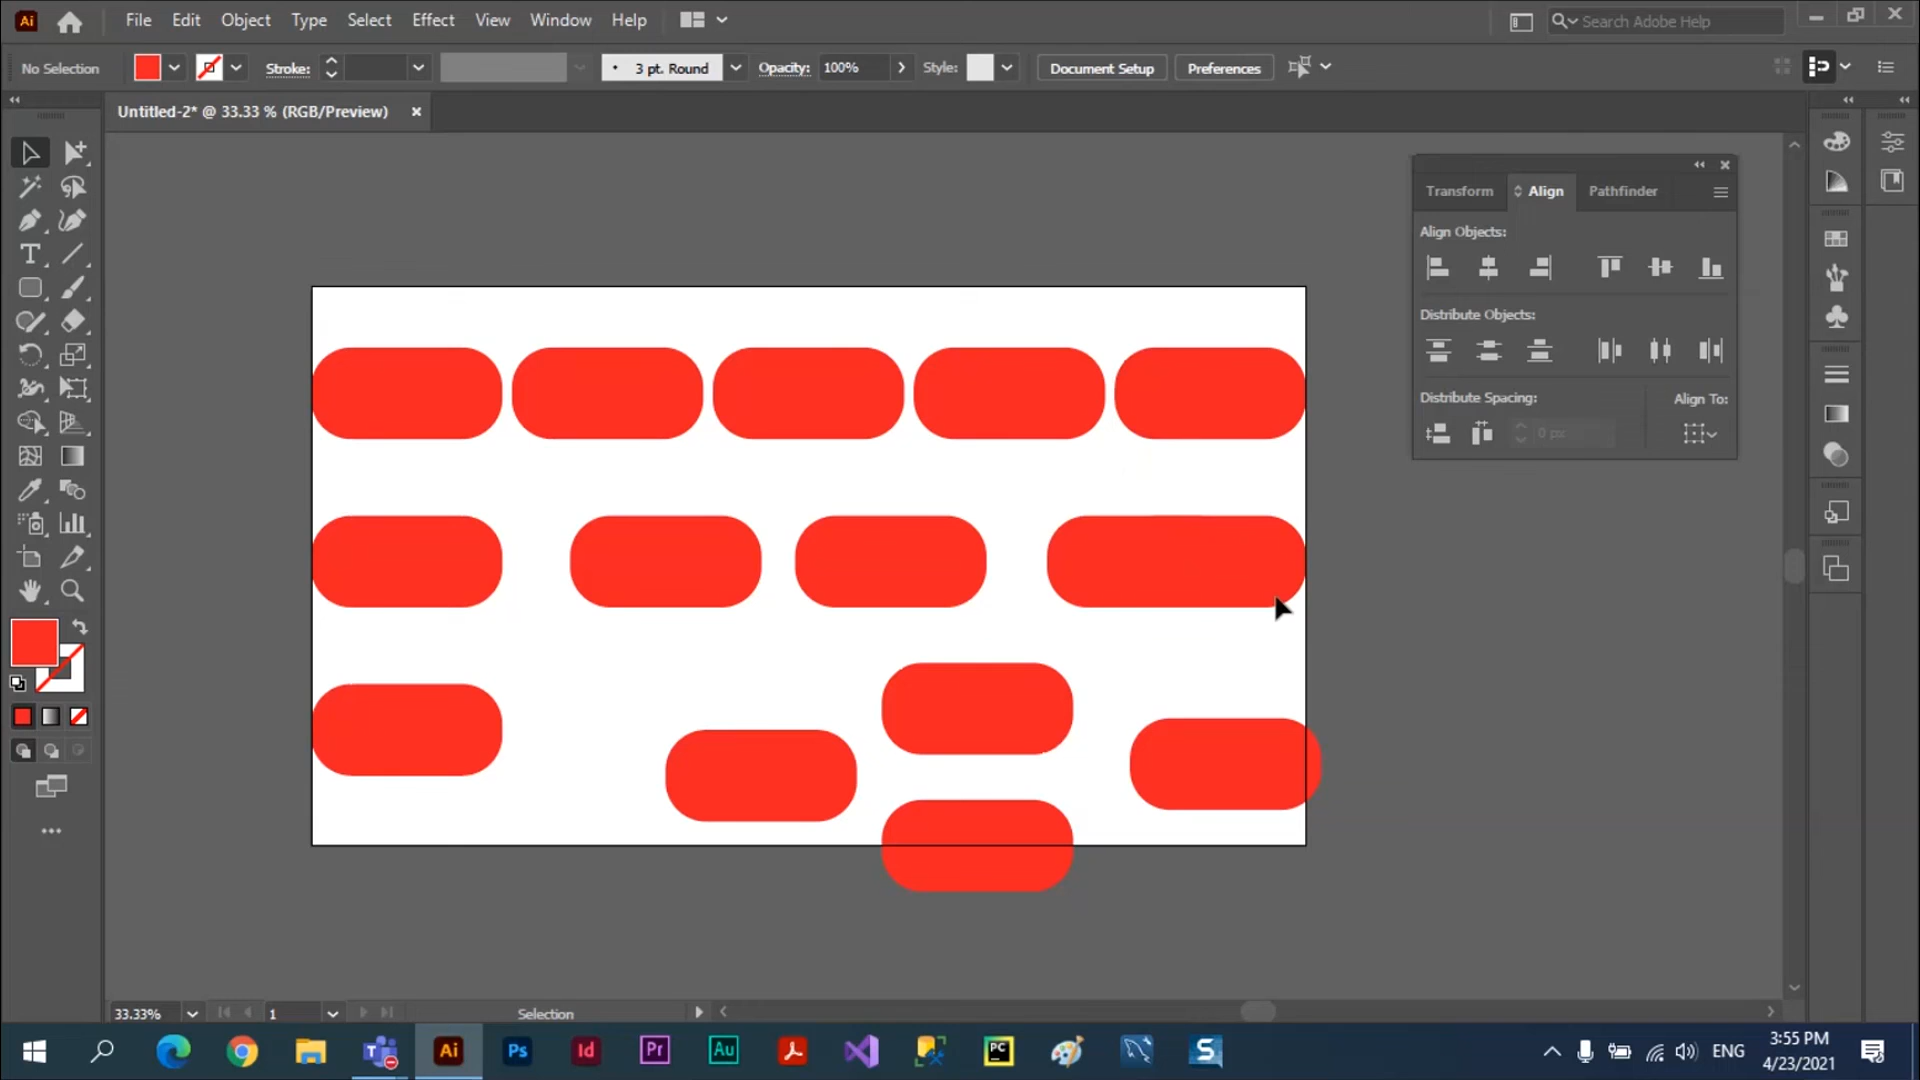 Ai File Edit Object Type Select Effect View Window Help Search Adobe Help
No Selection Stroke: 3 pt. Round Opacity: 100% Style: Document Setup Preferences
Untitled-2* @ 33.33 % (RGB/Preview)
Transform Align Pathfinder
Align Objects:
Distribute Objects:
Distribute Spacing: Align To:
0 px
T
33.33% 1 Selection
Ai Ps Id Pr Au PC S ENG
3:55 PM
4/23/2021